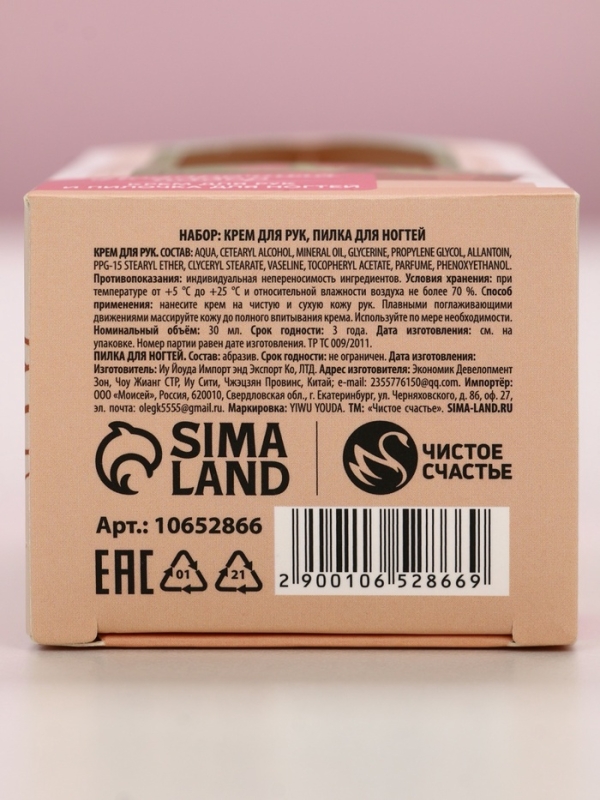 И ПИЛОЧКА ДЛЯ НОГТЕЙ
НАБОР: КРЕМ ДЛЯ РУК, ПИЛКА ДЛЯ НОГТЕЙ
КРЕМ ДЛЯ РУК. СОСТАВ: AQUA, CETEARYL ALCOHOL, MINERAL OIL, GLYCERINE, PROPYLENE GLYCOL, ALLANTOIN,
PPG-15 STEARYL ETHER, GLYCERYL STEARATE, VASELINE, TOCOPHERYL ACETATE, PARFUME, PHENOXYETHANOL.
Противопоказания: индивидуальная непереносимость ингредиентов. Условия хранения: при
температуре от +5 °С до +25 °С и относительной влажности воздуха не более 70 %. Способ
применения: нанесите крем на чистую и сухую кожу рук. Плавными поглаживающими
движениями массируйте кожу до полного впитывания крема. Используйте по мере необходимости.
Номинальный объём: 30 мл. Срок годности: 3 года. Дата изготовления: см. на
упаковке. Номер партии равен дате изготовления. ТР ТС 009/2011.
ПИЛКА ДЛЯ НОГТЕЙ. Состав: абразив. Срок годности: не ограничен. Дата изготовления:
Изготовитель: Иу Йоуда Импорт энд Экспорт Ко, ЛТД. Адрес изготовителя: Экономик Девелопмент
Зон, Чоу Жианг СТР, Иу Сити, Чжэцзян Провинс, Китай; e-mail: 2355776150@qq.com. Импортёр:
ООО «Моисей», Россия, 620010, Свердловская обл., г. Екатеринбург, ул. Черняховского, д. 86, оф. 27,
эл. почта: olegk5555@gmail.ru. Маркировка: YIWU YOUDA. ТМ: «Чистое счастье». SIMA-LAND.RU
SIMA
LAND
ЧИСТОЕ
СЧАСТЬЕ
Арт.: 10652866
EAC 01 21
2 900106 528669